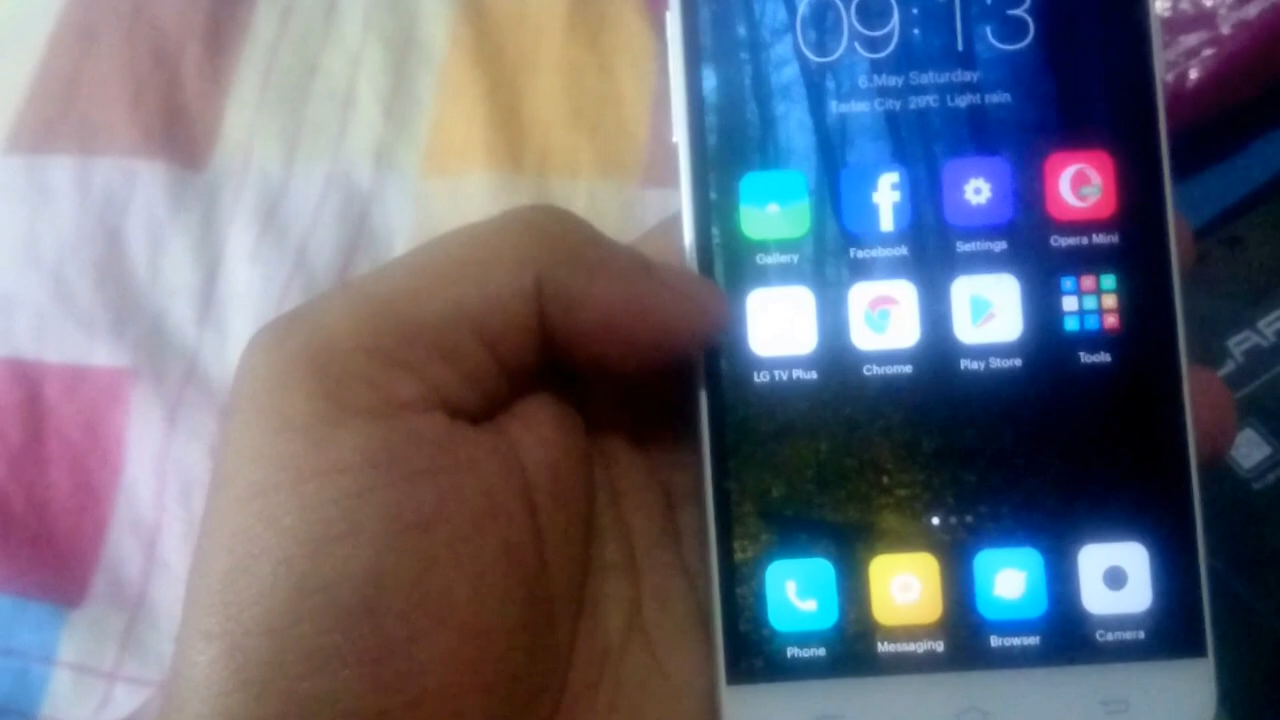 09:13
6.May Saturday
Tarlac City 29°C Light rain
Gallery
Facebook
Settings
Opera Mini
LG TV Plus
Chrome
Play Store
Tools
Phone
Messaging
Browser
Camera